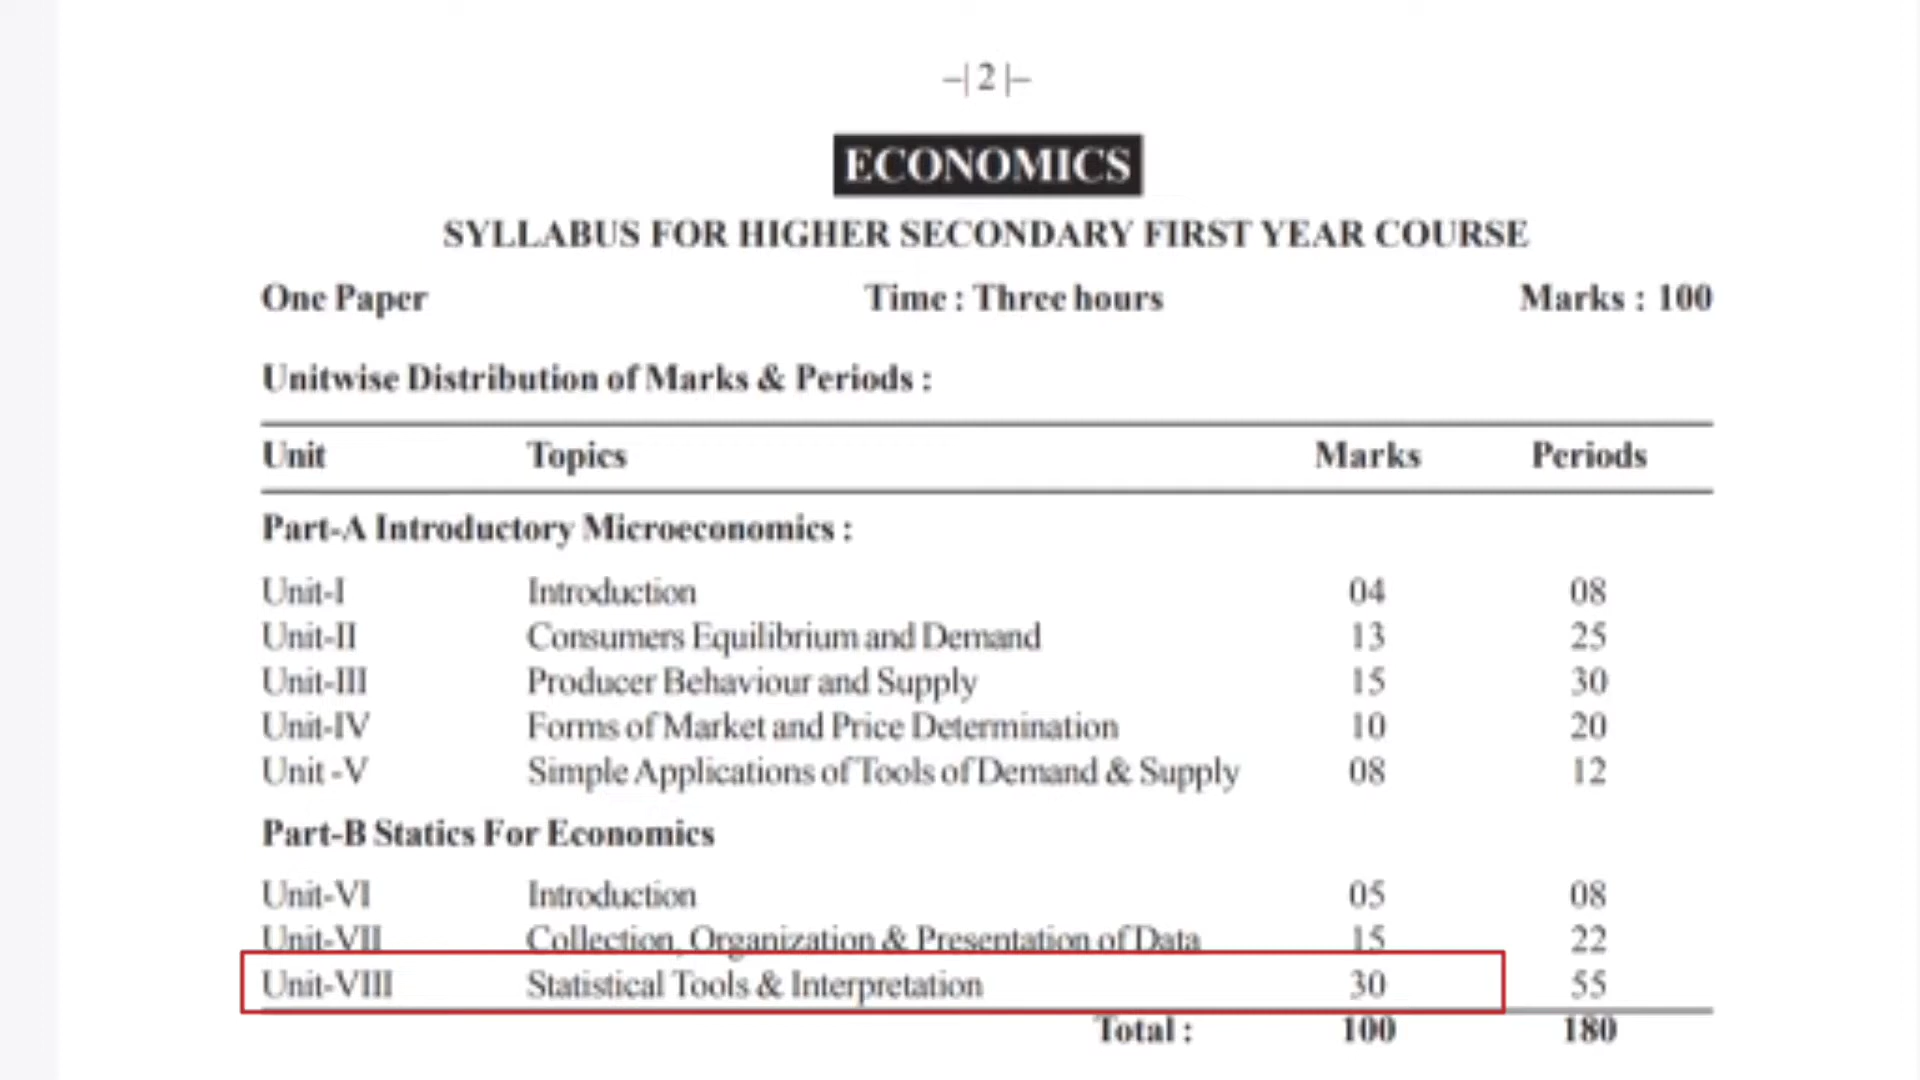 –| 2 |–
ECONOMICS
SYLLABUS FOR HIGHER SECONDARY FIRST YEAR COURSE
One Paper Time : Three hours Marks : 100
Unitwise Distribution of Marks & Periods :
Unit Topics Marks Periods
Part-A Introductory Microeconomics :
Unit-I Introduction 04 08
Unit-II Consumers Equilibrium and Demand 13 25
Unit-III Producer Behaviour and Supply 15 30
Unit-IV Forms of Market and Price Determination 10 20
Unit -V Simple Applications of Tools of Demand & Supply 08 12
Part-B Statics For Economics
Unit-VI Introduction 05 08
Unit-VII Collection, Organization & Presentation of Data 15 22
Unit-VIII Statistical Tools & Interpretation 30 55
Total : 100 180